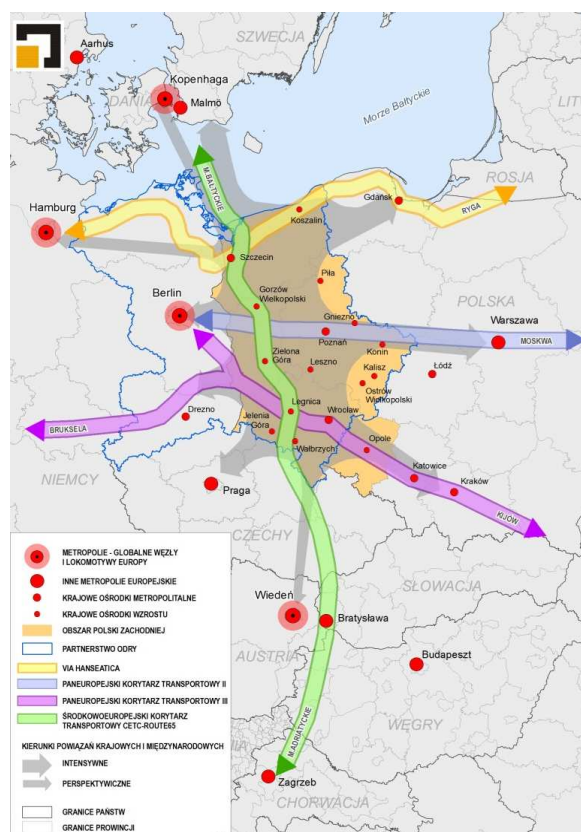 Aarhus
SZWECJA
Kopenhaga
DANIA
Malmö
Morze Bałtyckie
LIT
M.BAŁTYCKIE
ROSJA
Hamburg
Koszalin
Gdańsk
RYGA
Szczecin
Piła
Berlin
Gorzów
Wielkopolski
Gniezno
POLSKA
Poznań
Warszawa
MOSKWA
Konin
Zielona
Góra
Leszno
Kalisz
Łódź
Ostrów
Wielkopolski
Legnica
Drezno
Jelenia
Góra
Wrocław
BRUKSELA
Wałbrzych
Opole
NIEMCY
Katowice
Praga
Kraków
KIJÓW
CZECHY
METROPOLIE - GLOBALNE WĘZŁY
I LOKOMOTYWY EUROPY
INNE METROPOLIE EUROPEJSKIE
KRAJOWE OŚRODKI METROPOLITALNE
KRAJOWE OŚRODKI WZROSTU
OBSZAR POLSKI ZACHODNIEJ
PARTNERSTWO ODRY
VIA HANSEATICA
PANEUROPEJSKI KORYTARZ TRANSPORTOWY II
PANEUROPEJSKI KORYTARZ TRANSPORTOWY III
ŚRODKOWOEUROPEJSKI KORYTARZ
TRANSPORTOWY CETC-ROUTE65
KIERUNKI POWIĄZAŃ KRAJOWYCH I MIĘDZYNARODOWYCH
INTENSYWNE
PERSPEKTYWICZNE
GRANICE PAŃSTW
GRANICE PROWINCJI
SŁOWACJA
Wiedeń
Bratysława
AUSTRIA
Budapeszt
WĘGRY
M.ADRIATYCKIE
NIA
Zagrzeb
CHORWACJA